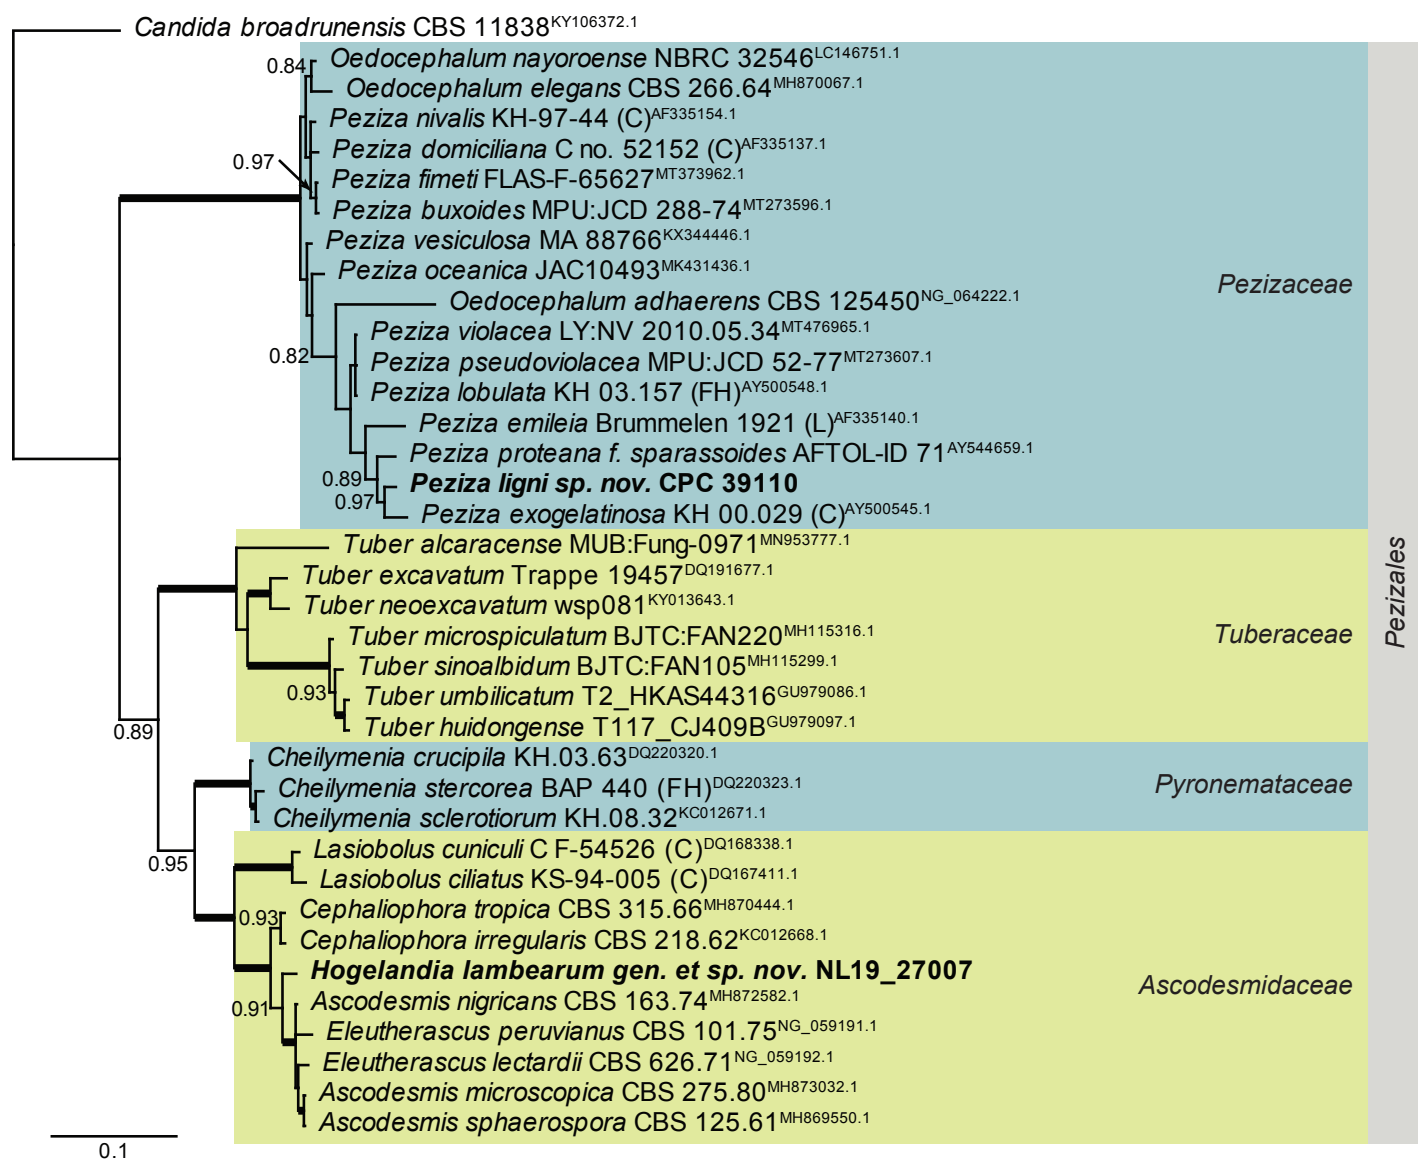 Candida broadrunensis CBS 11838KY106372.1
0.84
Oedocephalum nayoroense NBRC 32546LC146751.1
Oedocephalum elegans CBS 266.64MH870067.1
Peziza nivalis KH-97-44 (C)AF335154.1
Peziza domiciliana C no. 52152 (C)AF335137.1
0.97
Peziza fimeti FLAS-F-65627MT373962.1
Peziza buxoides MPU:JCD 288-74MT273596.1
Peziza vesiculosa MA 88766KX344446.1
Peziza oceanica JAC10493MK431436.1
Pezizaceae
Oedocephalum adhaerens CBS 125450NG_064222.1
Peziza violacea LY:NV 2010.05.34MT476965.1
0.82
Peziza pseudoviolacea MPU:JCD 52-77MT273607.1
Peziza lobulata KH 03.157 (FH)AY500548.1
Peziza emileia Brummelen 1921 (L)AF335140.1
Peziza proteana f. sparassoides AFTOL-ID 71AY544659.1
0.89
Peziza ligni sp. nov. CPC 39110
0.97
Peziza exogelatinosa KH 00.029 (C)AY500545.1
Tuber alcaracense MUB:Fung-0971MN953777.1
Tuber excavatum Trappe 19457DQ191677.1
Tuber neoexcavatum wsp081KY013643.1
Pezizales
Tuber microspiculatum BJTC:FAN220MH115316.1
Tuberaceae
Tuber sinoalbidum BJTC:FAN105MH115299.1
0.93
Tuber umbilicatum T2_HKAS44316GU979086.1
Tuber huidongense T117_CJ409BGU979097.1
0.89
Cheilymenia crucipila KH.03.63DQ220320.1
Cheilymenia stercorea BAP 440 (FH)DQ220323.1
Pyronemataceae
Cheilymenia sclerotiorum KH.08.32KC012671.1
Lasiobolus cuniculi C F-54526 (C)DQ168338.1
0.95
Lasiobolus ciliatus KS-94-005 (C)DQ167411.1
0.93
Cephaliophora tropica CBS 315.66MH870444.1
Cephaliophora irregularis CBS 218.62KC012668.1
Hogelandia lambearum gen. et sp. nov. NL19_27007
Ascodesmidaceae
0.91
Ascodesmis nigricans CBS 163.74MH872582.1
Eleutherascus peruvianus CBS 101.75NG_059191.1
Eleutherascus lectardii CBS 626.71NG_059192.1
Ascodesmis microscopica CBS 275.80MH873032.1
Ascodesmis sphaerospora CBS 125.61MH869550.1
0.1